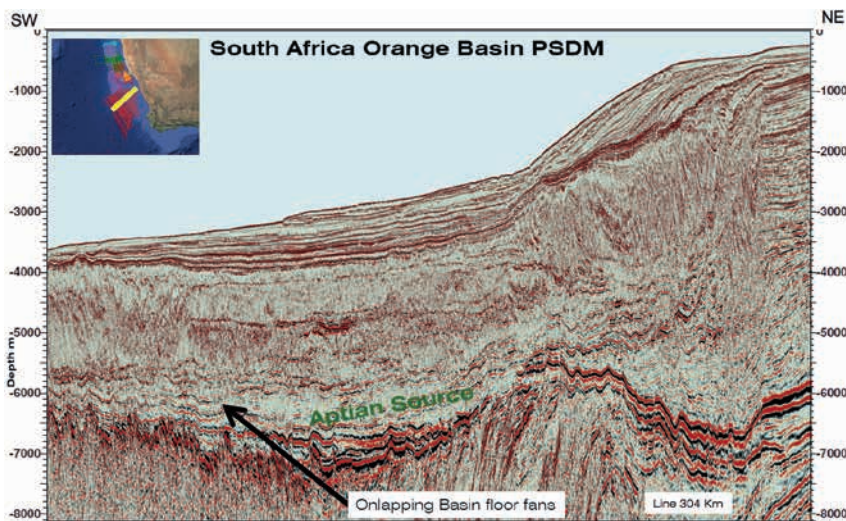 SW
NE
South Africa Orange Basin PSDM
0
0
-1000
-1000
-2000
-2000
-3000
-3000
-4000
-4000
-5000
-5000
Depth m
-6000
-6000
Aptian Source
-7000
-7000
Onlapping Basin floor fans
Line 304 Km
-8000
-8000